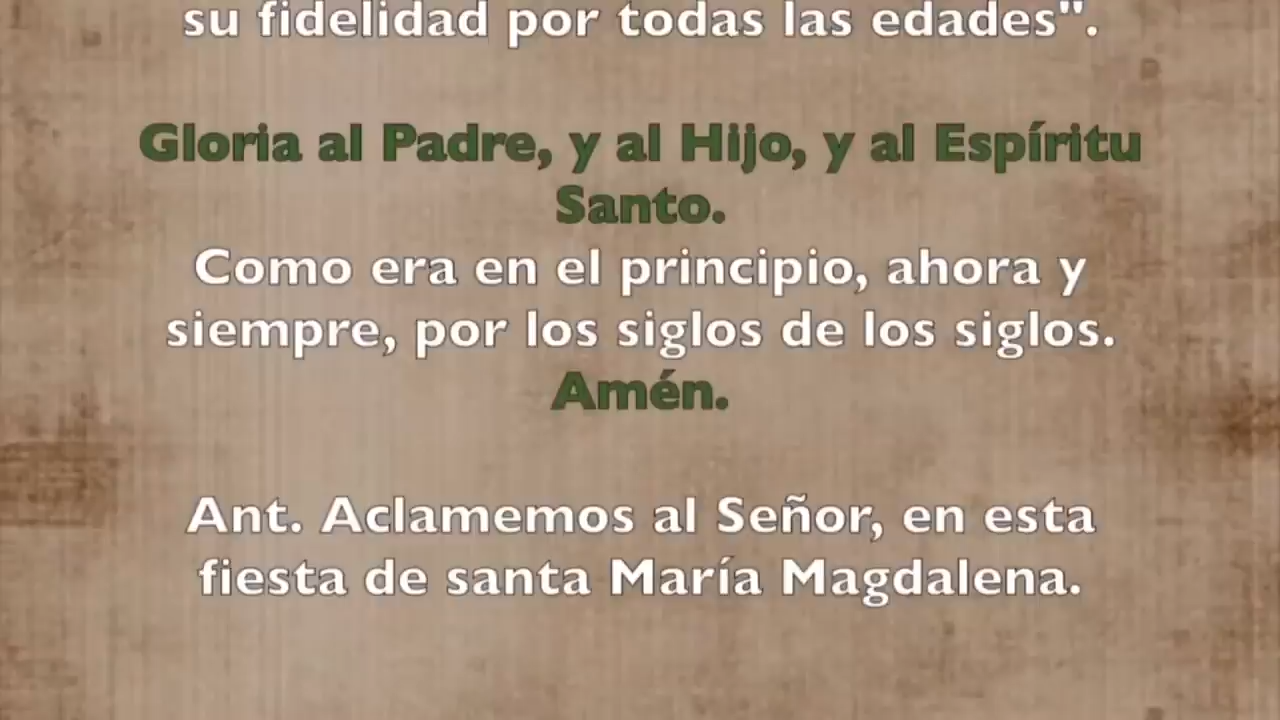 su fidelidad por todas las edades".
Gloria al Padre, y al Hijo, y al Espíritu
Santo.
Como era en el principio, ahora y
siempre, por los siglos de los siglos.
Amén.
Ant. Aclamemos al Señor, en esta
fiesta de santa María Magdalena.